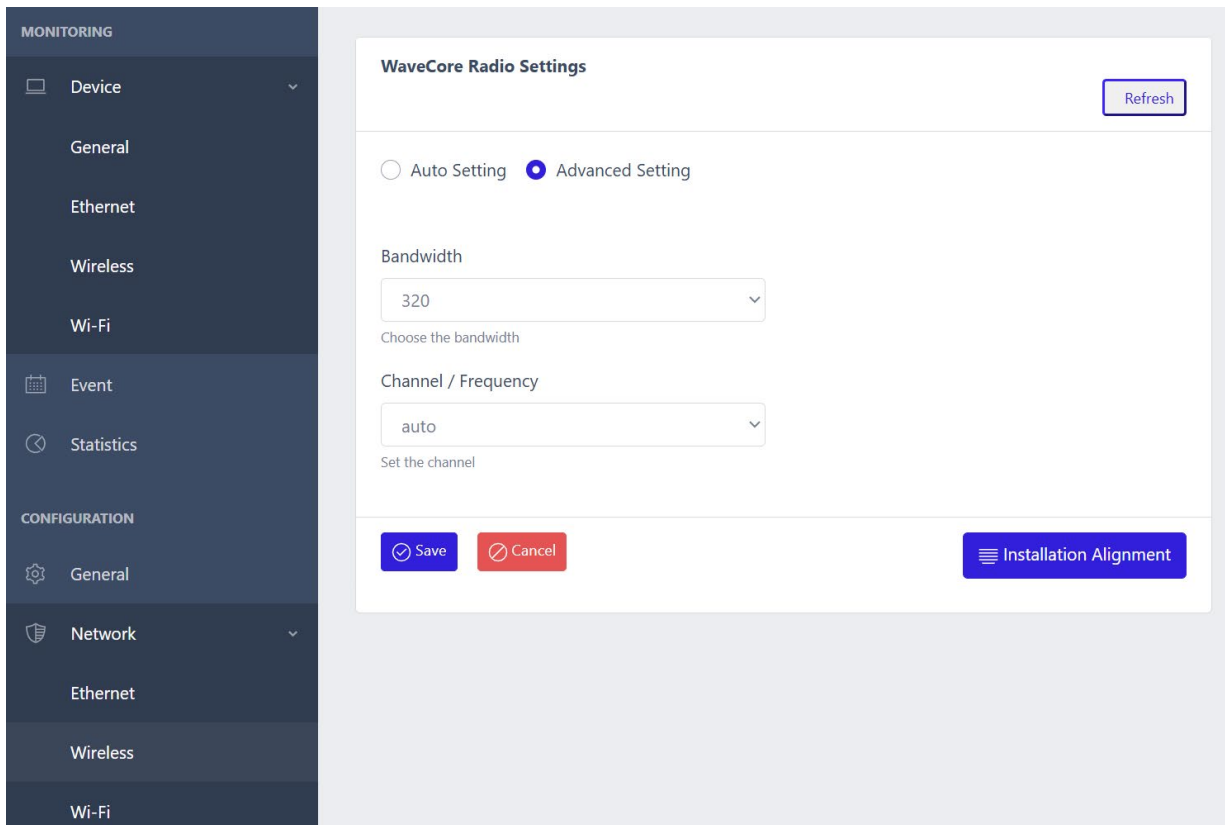 MONITORING
Device
General
Ethernet
Wireless
Wi-Fi
Event
Statistics
CONFIGURATION
General
Network
Ethernet
Wireless
Wi-Fi
WaveCore Radio Settings
Refresh
Auto Setting Advanced Setting
Bandwidth
320
Choose the bandwidth
Channel / Frequency
auto
Set the channel
Save Cancel Installation Alignment